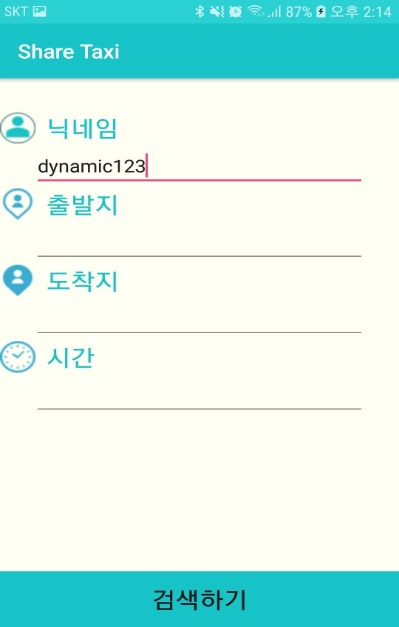 SKT 87% 오후 2:14
Share Taxi
닉네임
dynamic123
출발지
도착지
시간
검색하기